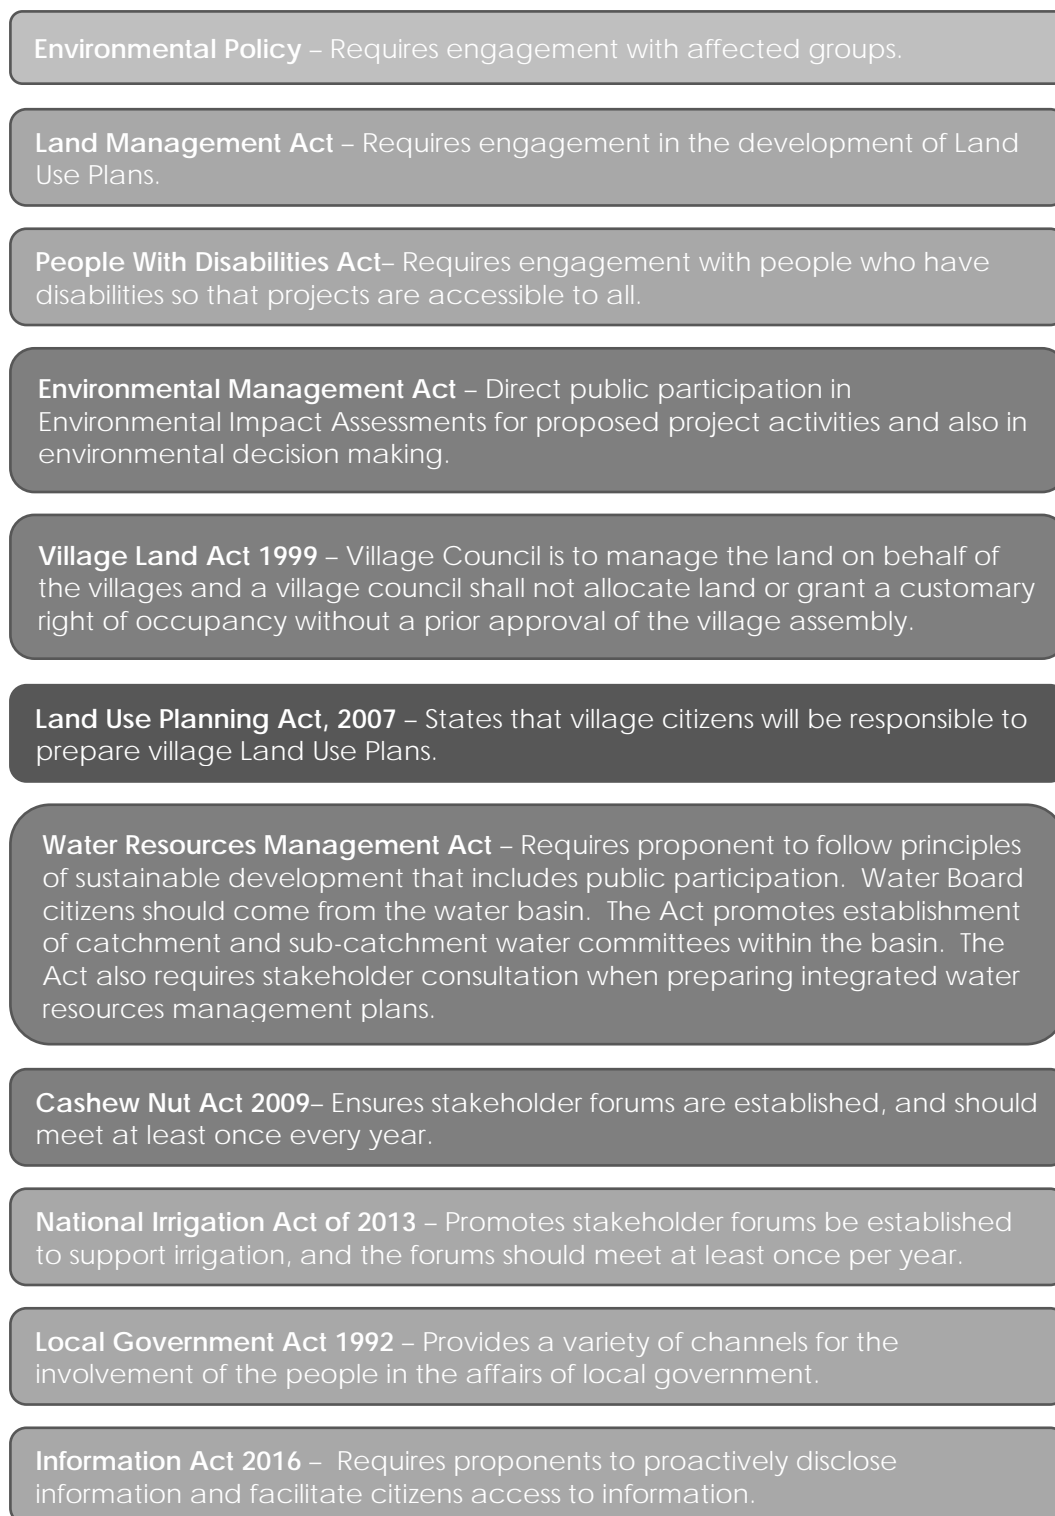 Environmental Policy – Requires engagement with affected groups.
Land Management Act – Requires engagement in the development of Land
Use Plans.
People With Disabilities Act– Requires engagement with people who have
disabilities so that projects are accessible to all.
Environmental Management Act – Direct public participation in
Environmental Impact Assessments for proposed project activities and also in
environmental decision making.
Village Land Act 1999 – Village Council is to manage the land on behalf of
the villages and a village council shall not allocate land or grant a customary
right of occupancy without a prior approval of the village assembly.
Land Use Planning Act, 2007 – States that village citizens will be responsible to
prepare village Land Use Plans.
Water Resources Management Act – Requires proponent to follow principles
of sustainable development that includes public participation.  Water Board
citizens should come from the water basin.  The Act promotes establishment
of catchment and sub-catchment water committees within the basin.  The
Act also requires stakeholder consultation when preparing integrated water
resources management plans.
Cashew Nut Act 2009– Ensures stakeholder forums are established, and should
meet at least once every year.
National Irrigation Act of 2013 – Promotes stakeholder forums be established
to support irrigation, and the forums should meet at least once per year.
Local Government Act 1992 – Provides a variety of channels for the
involvement of the people in the affairs of local government.
Information Act 2016 –  Requires proponents to proactively disclose
information and facilitate citizens access to information.